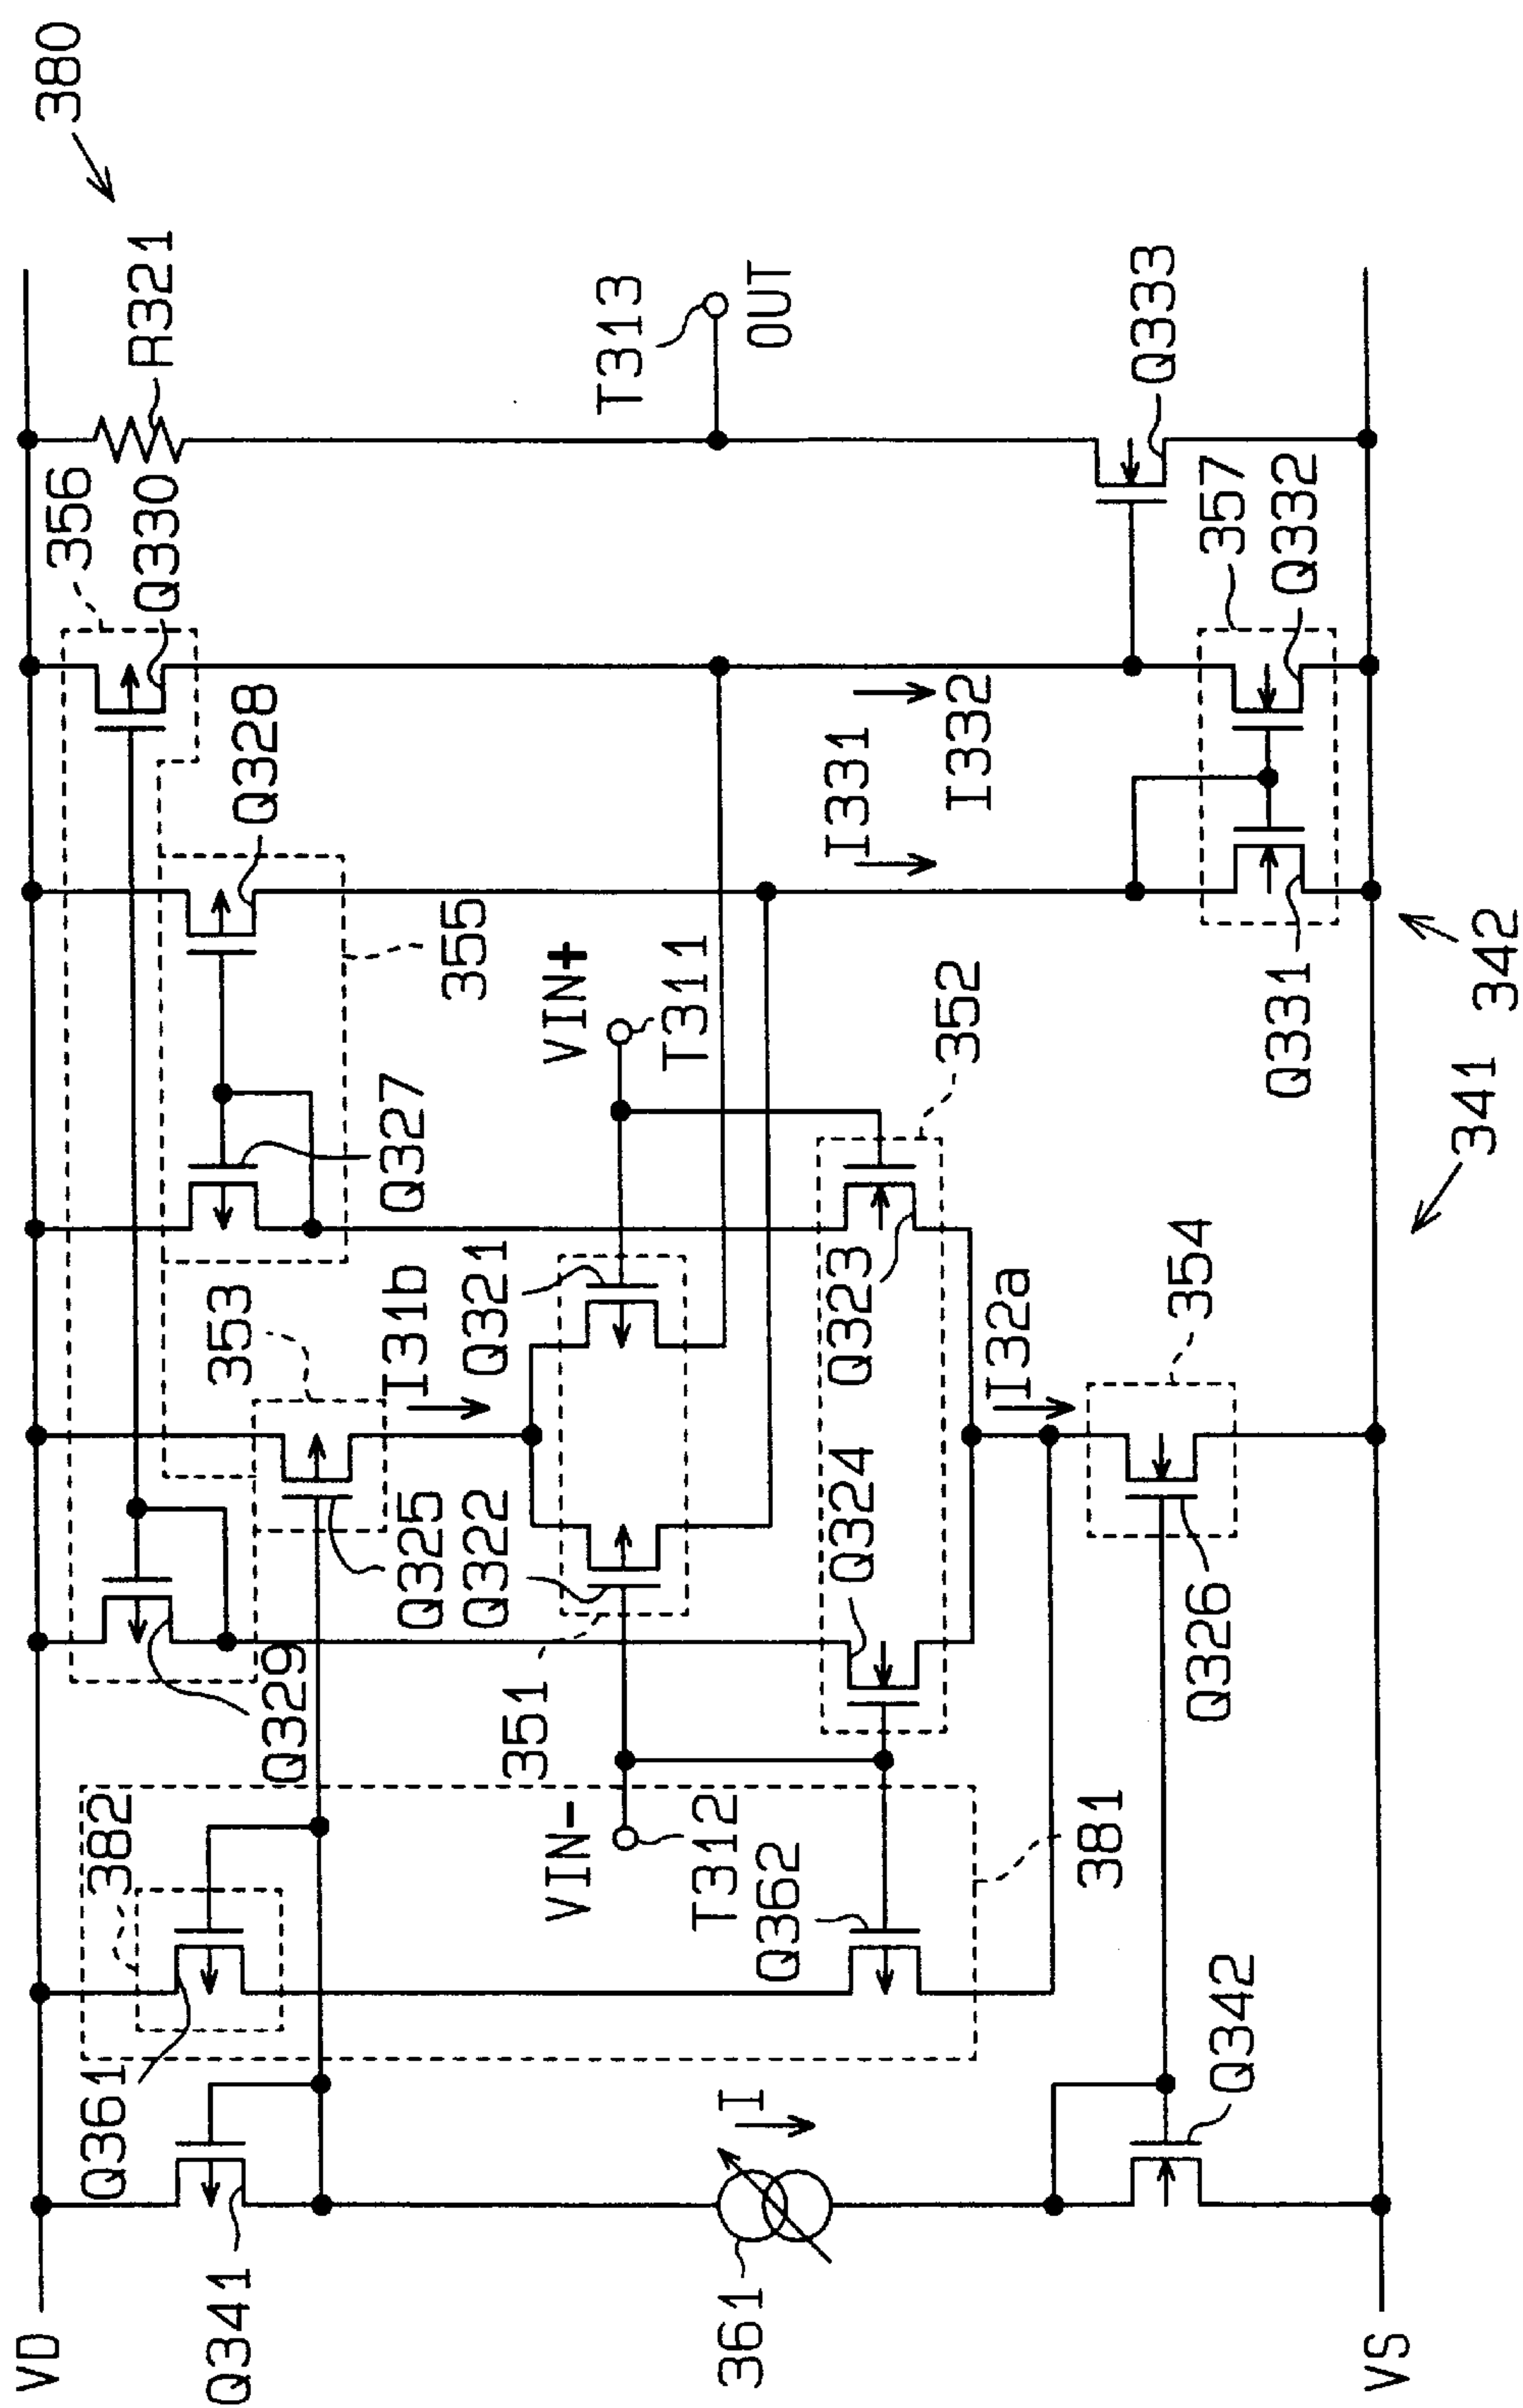 380
VD
Q341
Q361
382
Q329
353
Q327
Q328
355
356
Q330
R321
I31b
Q325
Q322
Q321
351
VIN-
T312
VIN+
T311
T313
OUT
361
I
Q362
381
Q324
Q323
352
I32a
I331
I332
Q342
Q326
354
Q331
357
Q332
Q333
VS
341
342